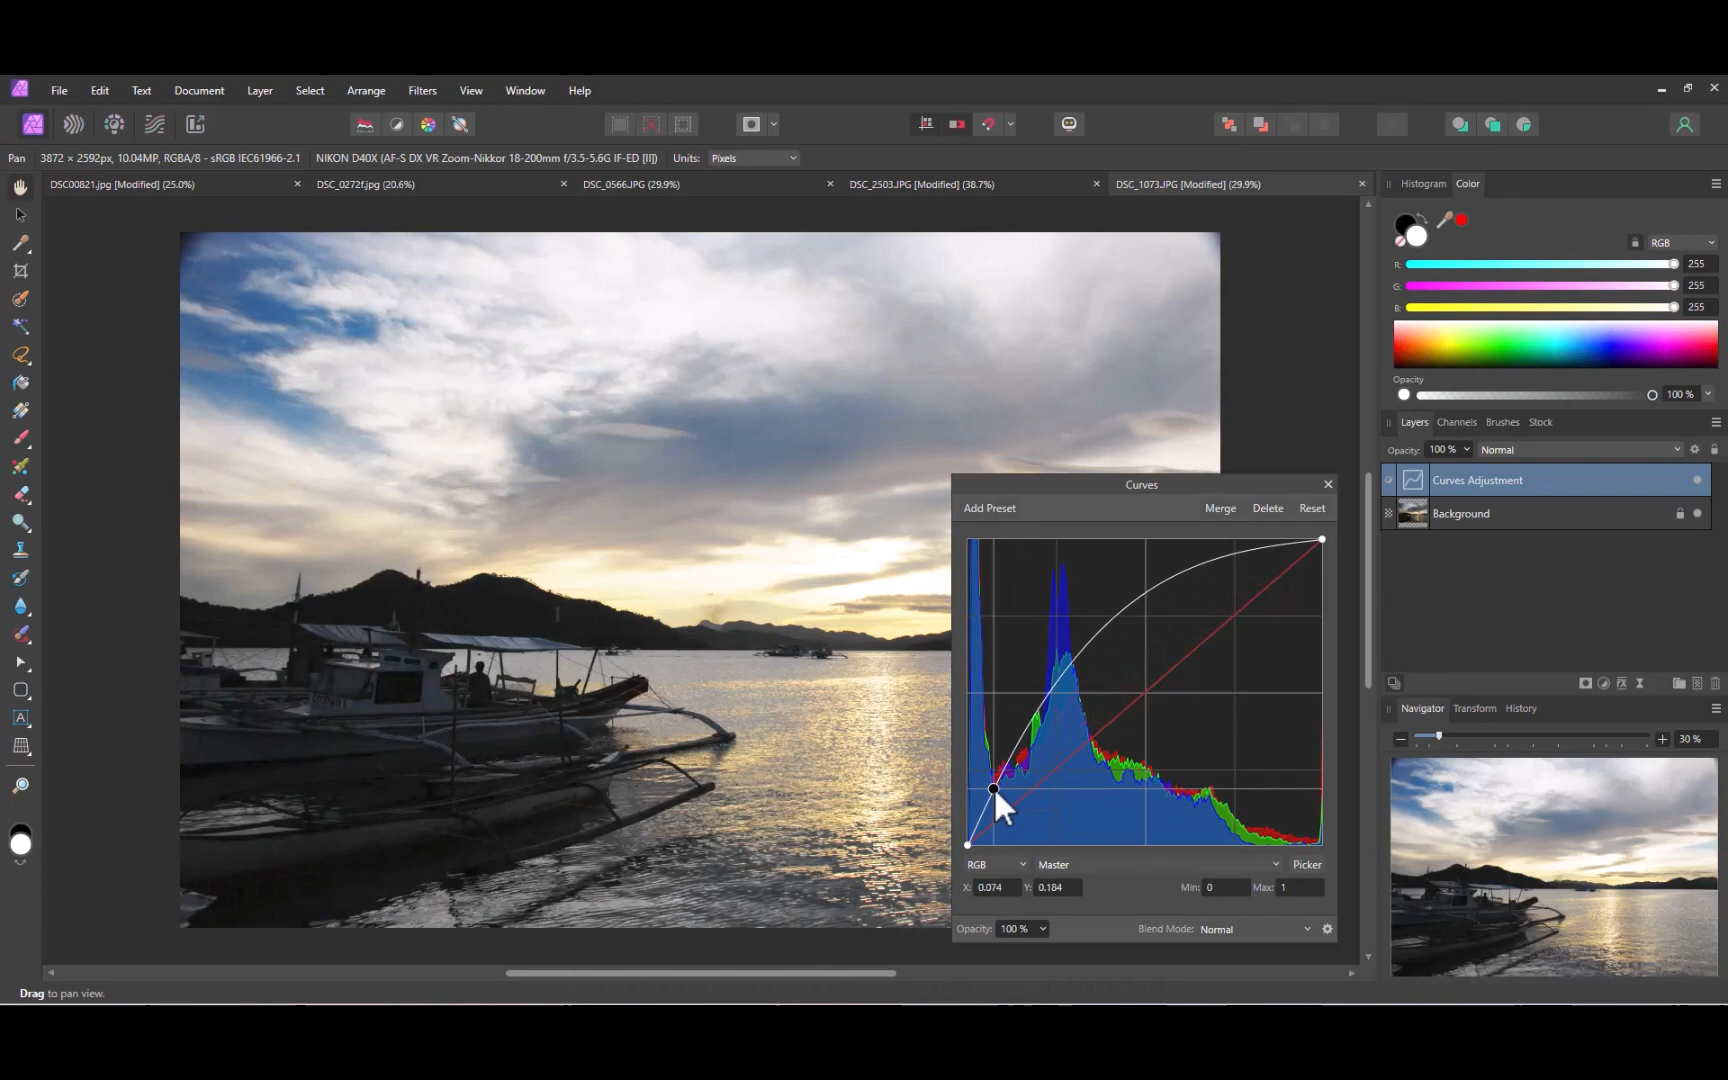 File Edit Text Document Layer Select Arrange Filters View Window Help
Pan 3872 × 2592px, 10.04MP, RGBA/8 - sRGB IEC61966-2.1 NIKON D40X (AF-S DX VR Zoom-Nikkor 18-200mm f/3.5-5.6G IF-ED [II]) Units: Pixels
DSC00821.jpg [Modified] (25.0%) DSC_0272f.jpg (20.6%) DSC_0566.JPG (29.9%) DSC_2503.JPG [Modified] (38.7%) DSC_1073.JPG [Modified] (29.9%)
Histogram Color
RGB
R: 255
G: 255
B: 255
Opacity
100 %
Layers Channels Brushes Stock
Opacity: 100 % Normal
Curves Adjustment
Background
Curves
Add Preset Merge Delete Reset
RGB Master Picker
X: 0.074 Y: 0.184 Min: 0 Max: 1
Opacity: 100 % Blend Mode: Normal
Navigator Transform History
30 %
Drag to pan view.